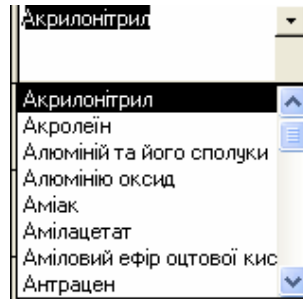 Акрилонітрил
Акрилонітрил
Акролеїн
Алюміній та його сполуки
Алюмінію оксид
Аміак
Амілацетат
Аміловий ефір оцтової кис
Антрацен